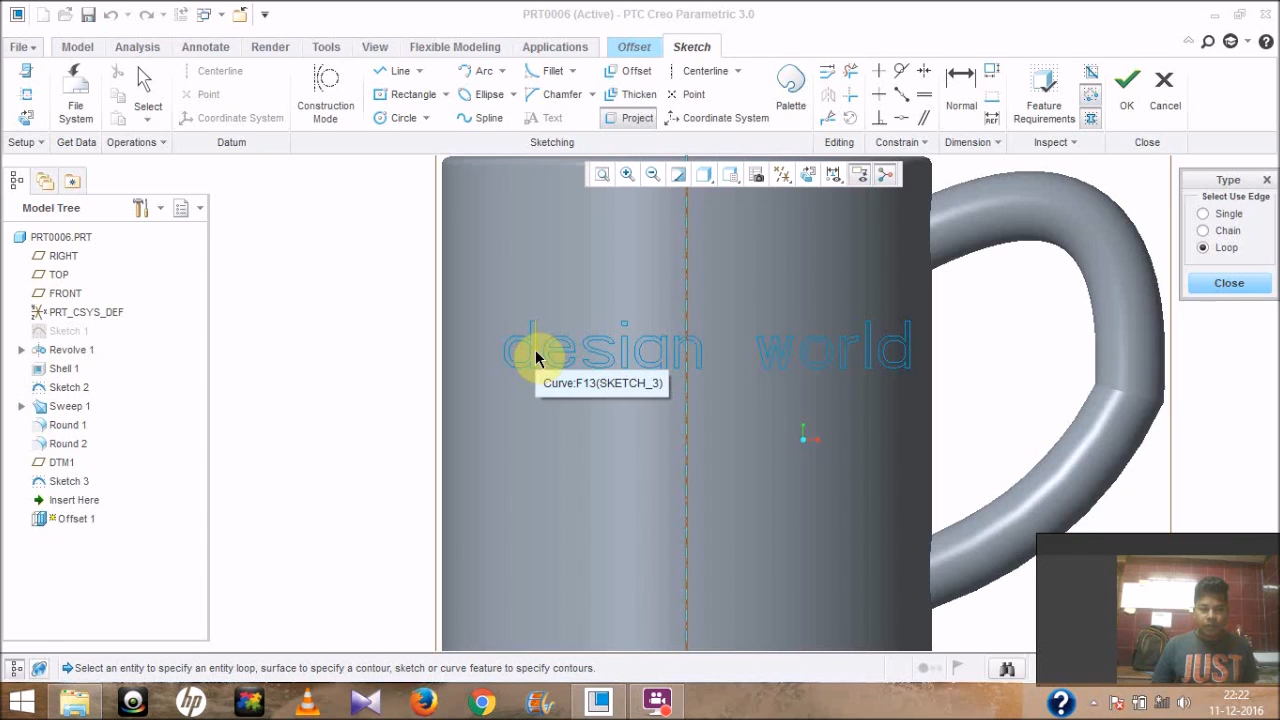 PRT0006 (Active) - PTC Creo Parametric 3.0
File Model Analysis Annotate Render Tools View Flexible Modeling Applications Offset Sketch
Centerline Line Arc Fillet Offset Centerline
Point Rectangle Ellipse Chamfer Thicken Point
Coordinate System Circle Spline Text Project Coordinate System
File System
Select
Construction Mode
Palette
Normal
Feature Requirements
OK
Cancel
Setup Get Data Operations Datum Sketching Editing Constrain Dimension Inspect Close
Model Tree
PRT0006.PRT
RIGHT
TOP
FRONT
PRT_CSYS_DEF
Sketch 1
Revolve 1
Shell 1
Sketch 2
Sweep 1
Round 1
Round 2
DTM1
Sketch 3
Insert Here
Offset 1
design world
Curve:F13(SKETCH_3)
Type
Select Use Edge
Single
Chain
Loop
Close
JUST
Select an entity to specify an entity loop, surface to specify a contour, sketch or curve feature to specify contours.
hp
22:22
11-12-2016